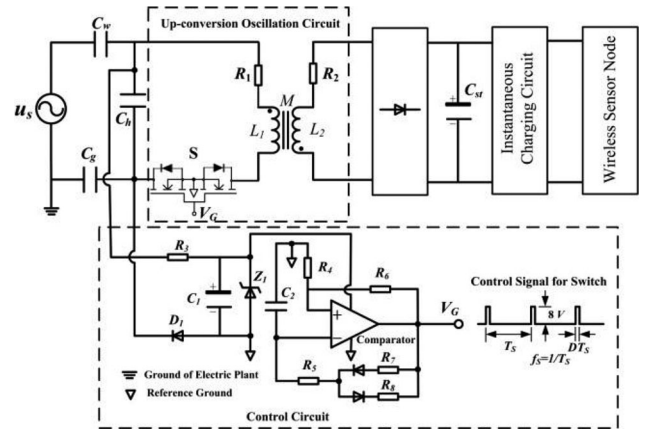 Up-conversion Oscillation Circuit
C_w
u_s
C_h
C_g
R_1
R_2
M
L_1
L_2
S
V_G
C_st
Instantaneous
Charging Circuit
Wireless Sensor Node
R_3
C_1
Z_1
D_1
C_2
R_4
R_6
Comparator
R_5
R_7
R_8
V_G
Control Signal for Switch
8 V
T_S
DT_S
f_S=1/T_S
Ground of Electric Plant
Reference Ground
Control Circuit